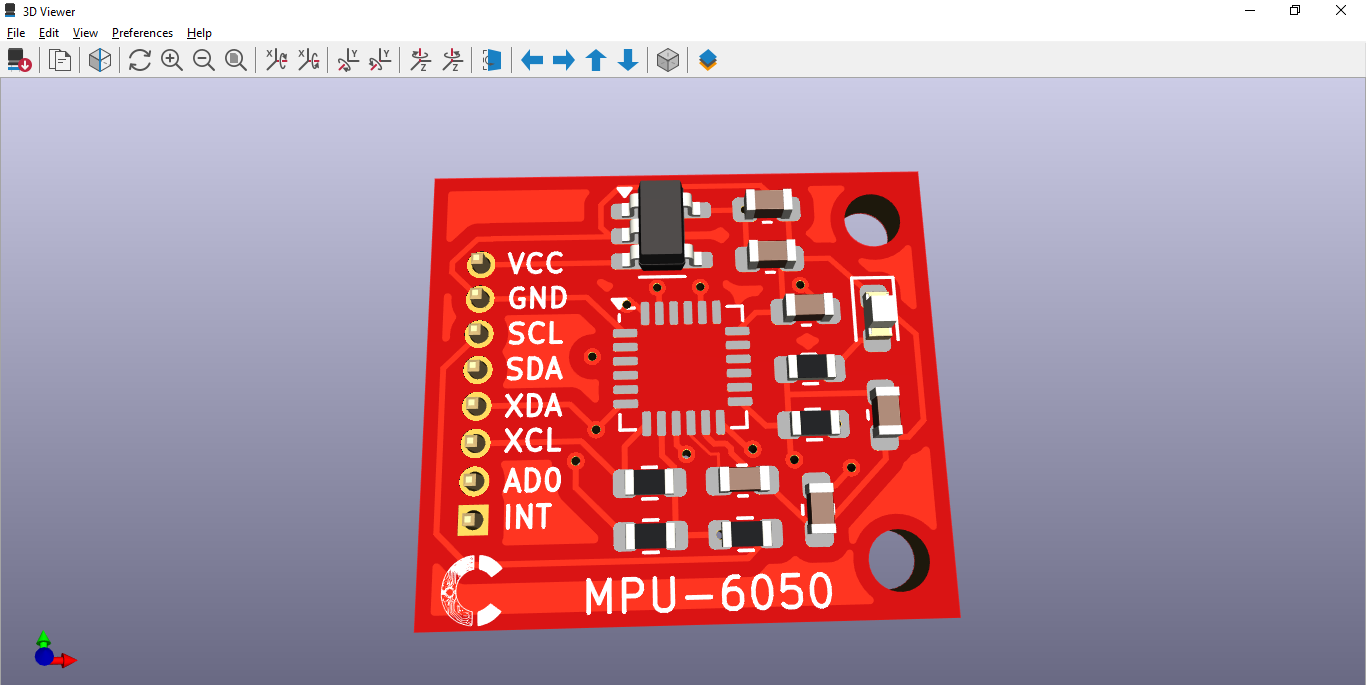 3D Viewer
File Edit View Preferences Help
X X Y Y Z Z
VCC
GND
SCL
SDA
XDA
XCL
AD0
INT
MPU-6050